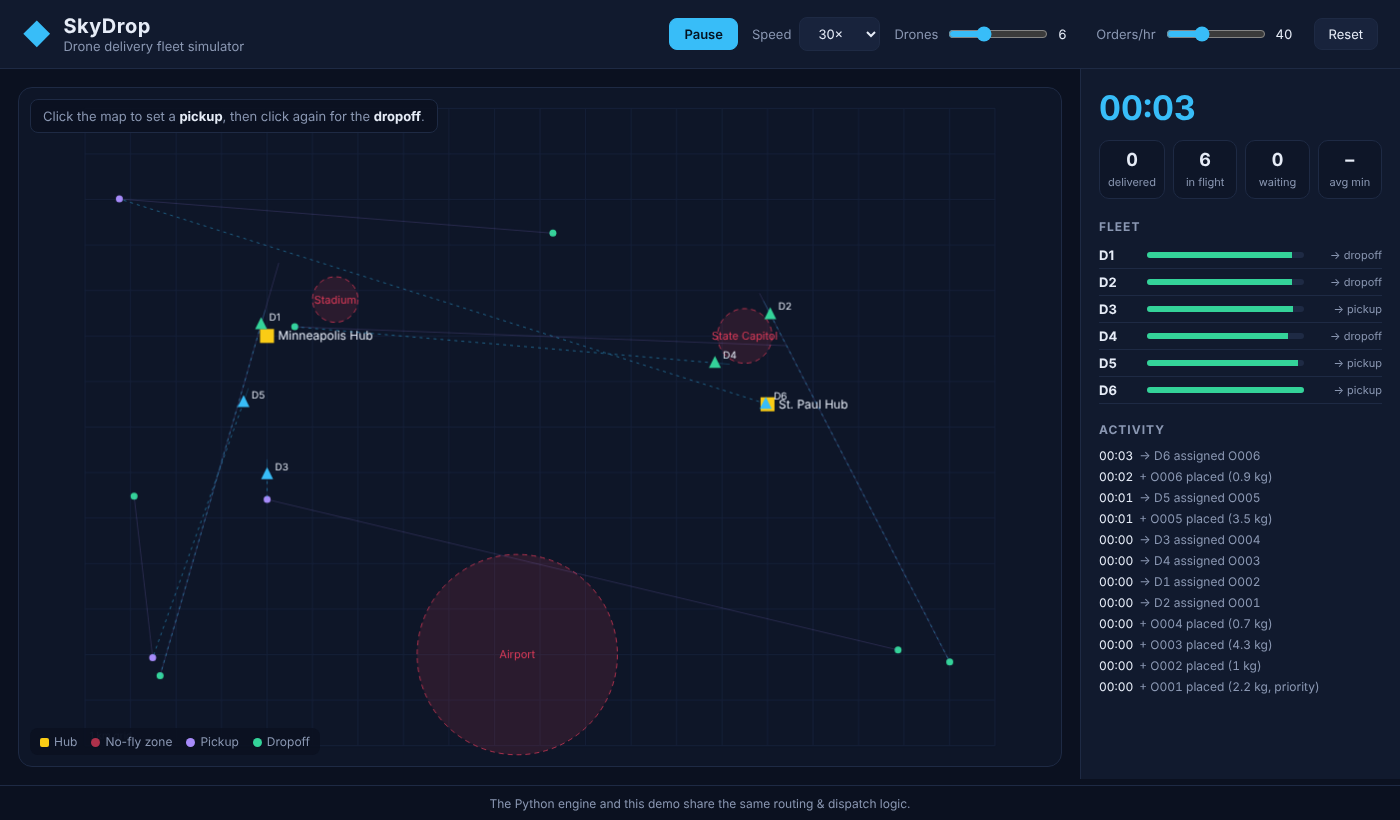 SkyDrop
Drone delivery fleet simulator
Pause
Speed 30×
Drones 6
Orders/hr 40
Reset
Click the map to set a pickup, then click again for the dropoff.
Stadium
D1
Minneapolis Hub
D2
State Capitol
D4
D5
D6
St. Paul Hub
D3
Airport
Hub
No-fly zone
Pickup
Dropoff
00:03
0 delivered
6 in flight
0 waiting
– avg min
FLEET
D1 → dropoff
D2 → dropoff
D3 → pickup
D4 → dropoff
D5 → pickup
D6 → pickup
ACTIVITY
00:03 → D6 assigned O006
00:02 + O006 placed (0.9 kg)
00:01 → D5 assigned O005
00:01 + O005 placed (3.5 kg)
00:00 → D3 assigned O004
00:00 → D4 assigned O003
00:00 → D1 assigned O002
00:00 → D2 assigned O001
00:00 + O004 placed (0.7 kg)
00:00 + O003 placed (4.3 kg)
00:00 + O002 placed (1 kg)
00:00 + O001 placed (2.2 kg, priority)
The Python engine and this demo share the same routing & dispatch logic.